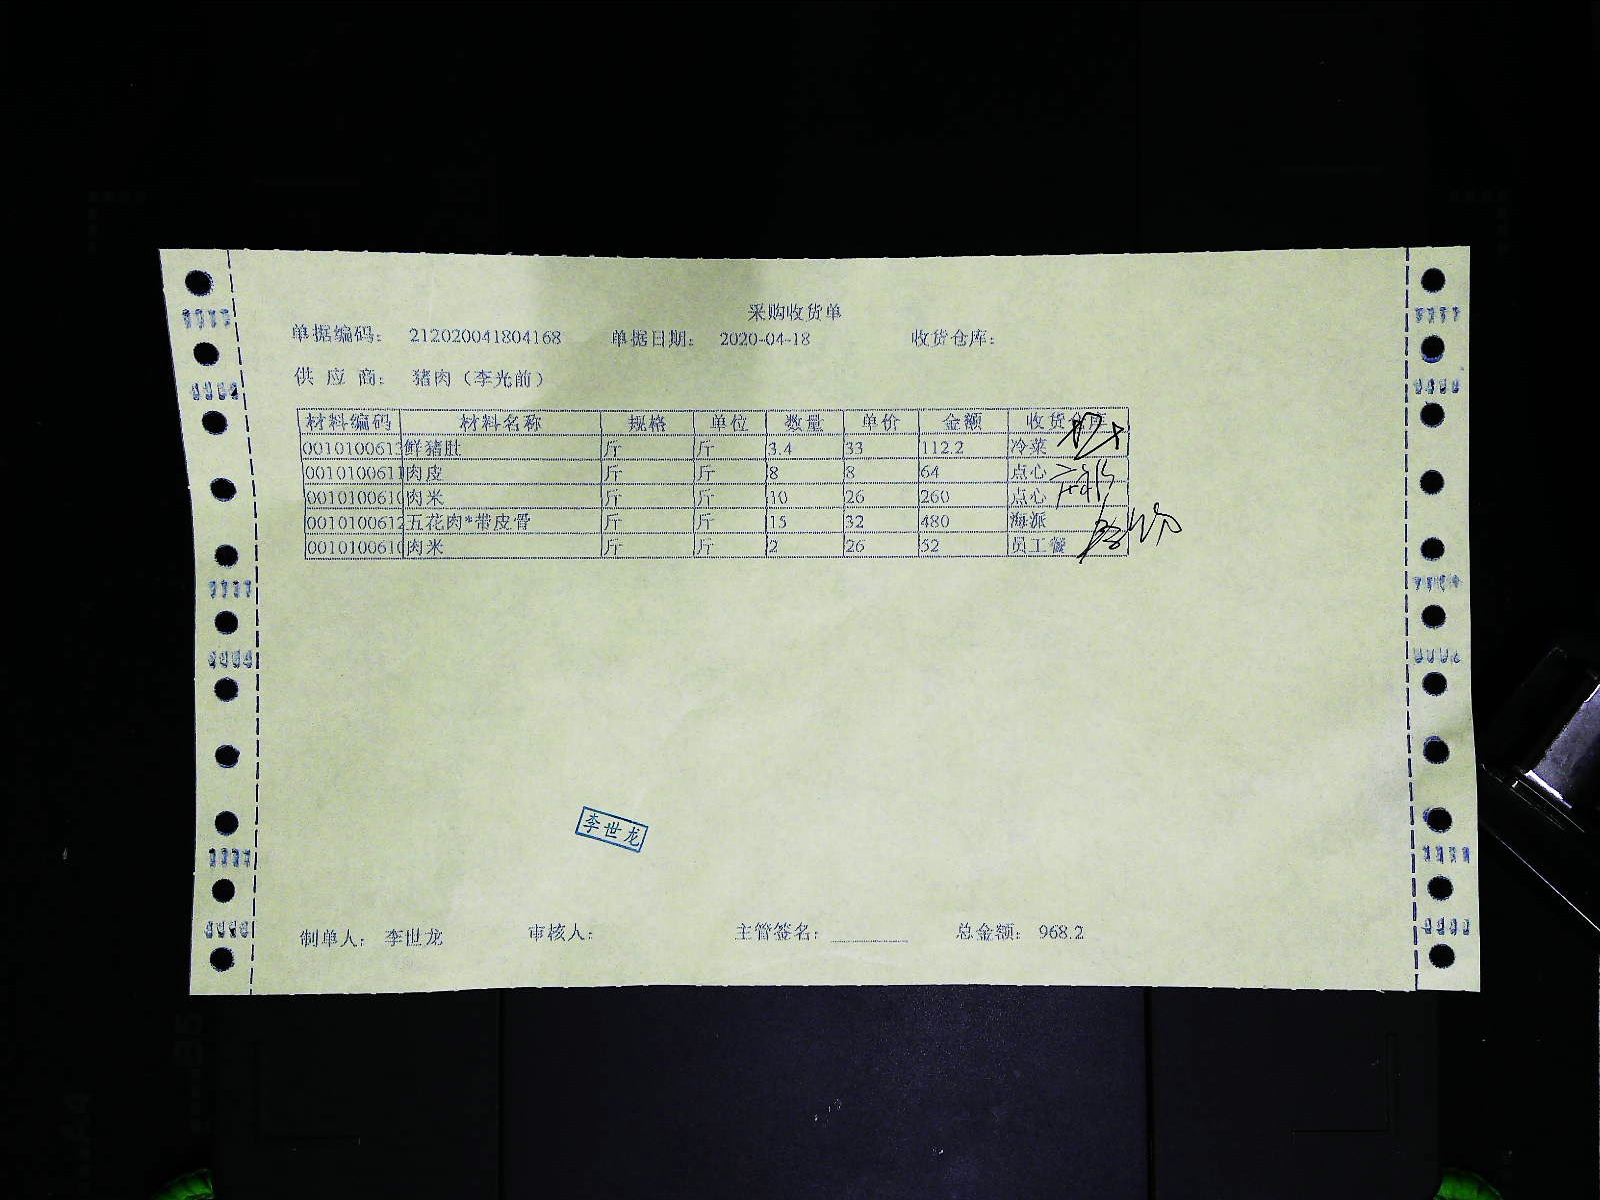 采购收货单
单据编码： 212020041804168 单据日期： 2020-04-18 收货仓库：
供 应 商： 猪肉（李光前）
材料编码 材料名称 规格 单位 数量 单价 金额 收货仓库
0010100613 鲜猪肚 斤 斤 3.4 33 112.2 冷菜
0010100611 肉皮 斤 斤 8 8 64 点心
0010100610 肉米 斤 斤 10 26 260 点心
0010100612 五花肉*带皮骨 斤 斤 15 32 480 海派
0010100610 肉米 斤 斤 2 26 52 员工餐
李世龙
制单人： 李世龙 审核人： 主管签名： 总金额： 968.2